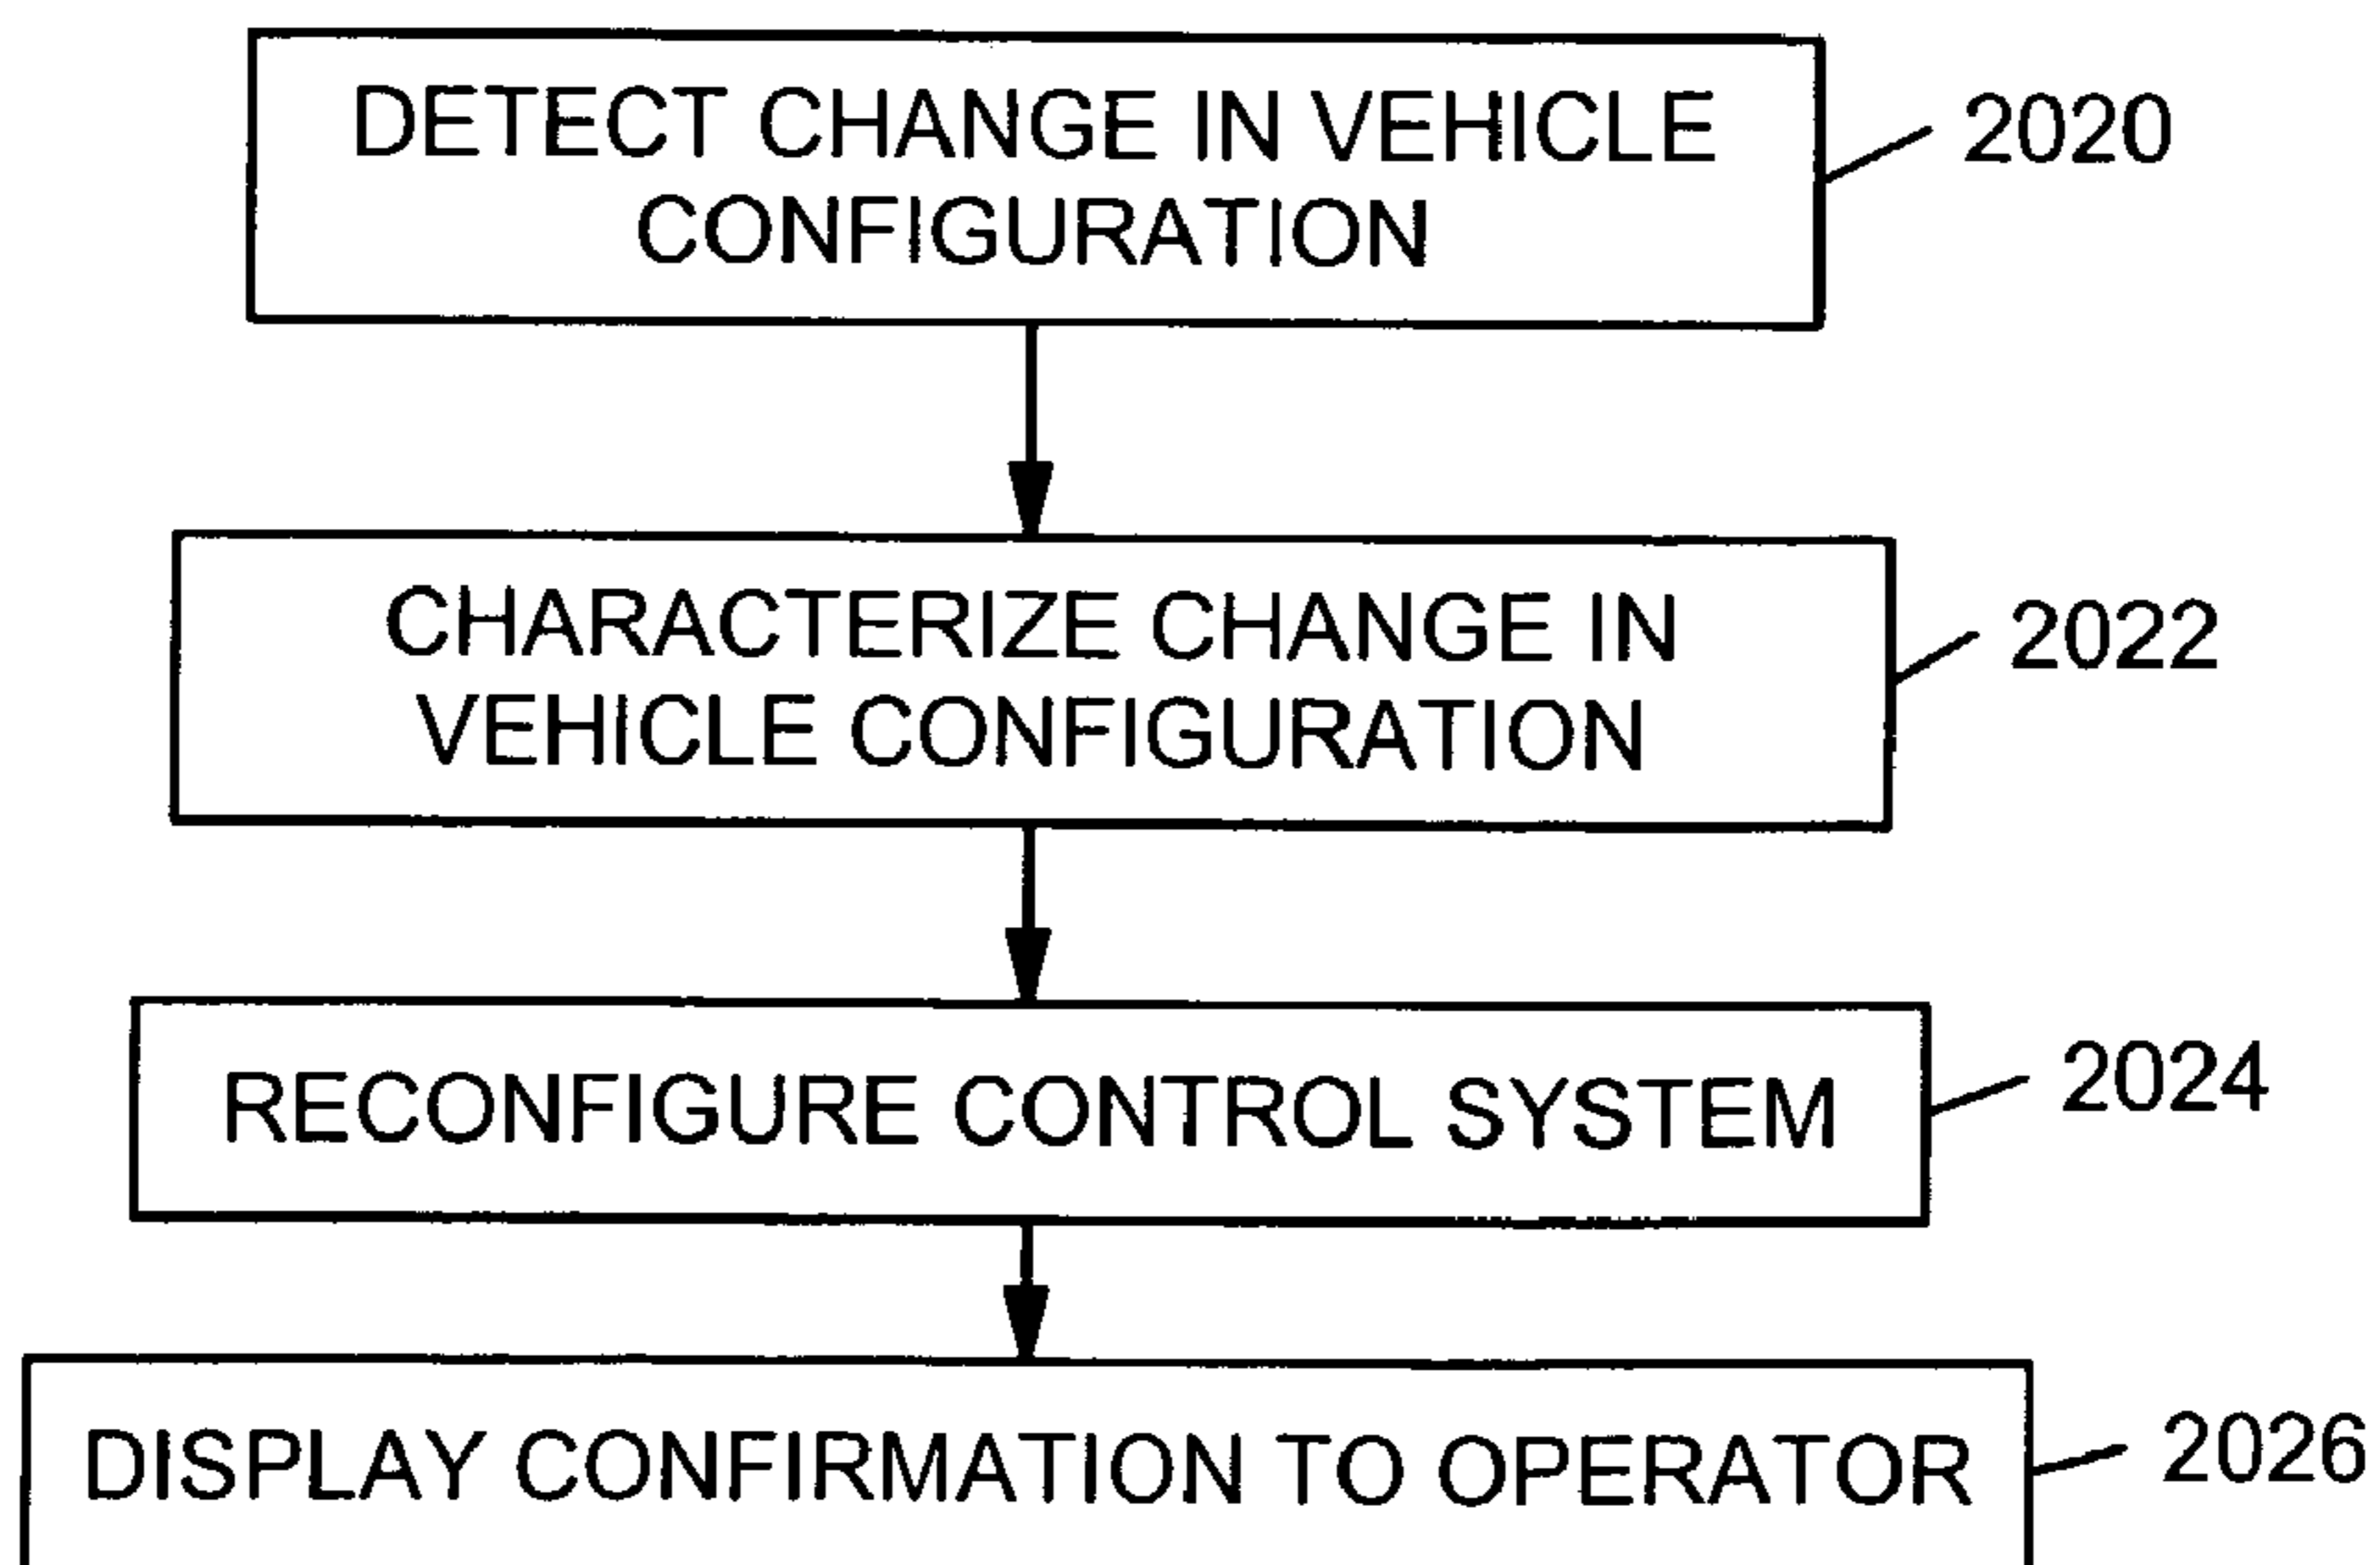 DETECT CHANGE IN VEHICLE
CONFIGURATION
2020
CHARACTERIZE CHANGE IN
VEHICLE CONFIGURATION
2022
RECONFIGURE CONTROL SYSTEM
2024
DISPLAY CONFIRMATION TO OPERATOR
2026